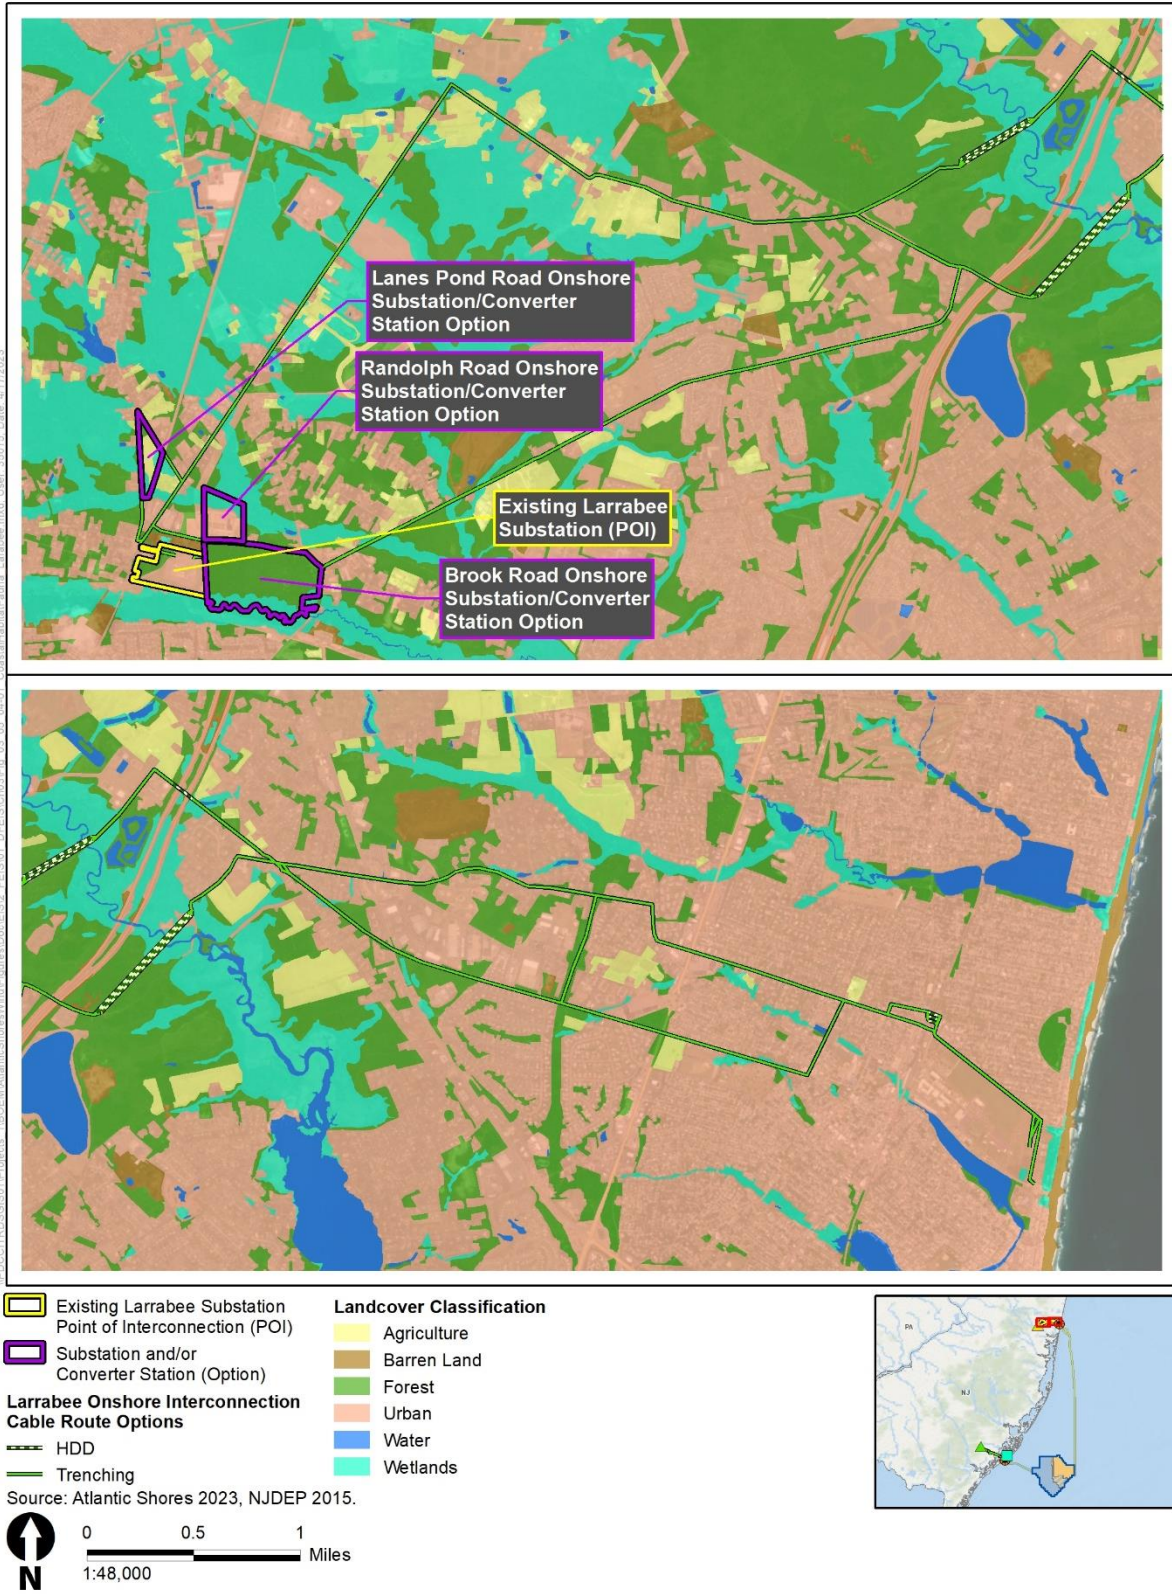 Lanes Pond Road Onshore
Substation/Converter
Station Option
Randolph Road Onshore
Substation/Converter
Station Option
Existing Larrabee
Substation (POI)
Brook Road Onshore
Substation/Converter
Station Option
Existing Larrabee Substation
Point of Interconnection (POI)
Substation and/or
Converter Station (Option)
Larrabee Onshore Interconnection
Cable Route Options
HDD
Trenching
Landcover Classification
Agriculture
Barren Land
Forest
Urban
Water
Wetlands
Source: Atlantic Shores 2023, NJDEP 2015.
N
0 0.5 1
Miles
1:48,000
PA
NJ